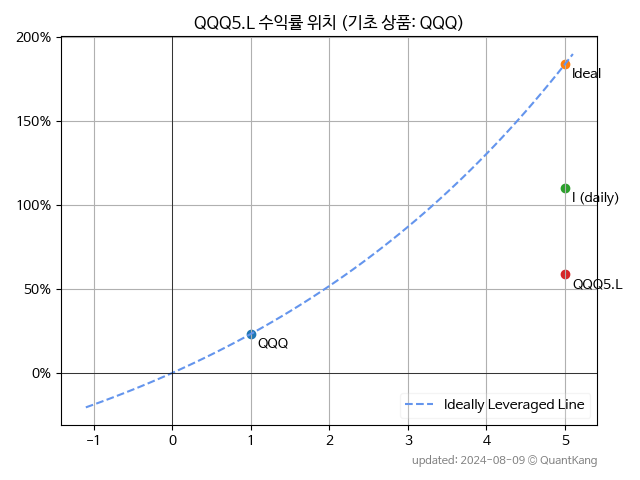 QQQ5.L 수익률 위치 (기초 상품: QQQ)
200%
150%
100%
50%
0%
Ideal
I (daily)
QQQ5.L
QQQ
Ideally Leveraged Line
−1 0 1 2 3 4 5
updated: 2024-08-09 © QuantKang